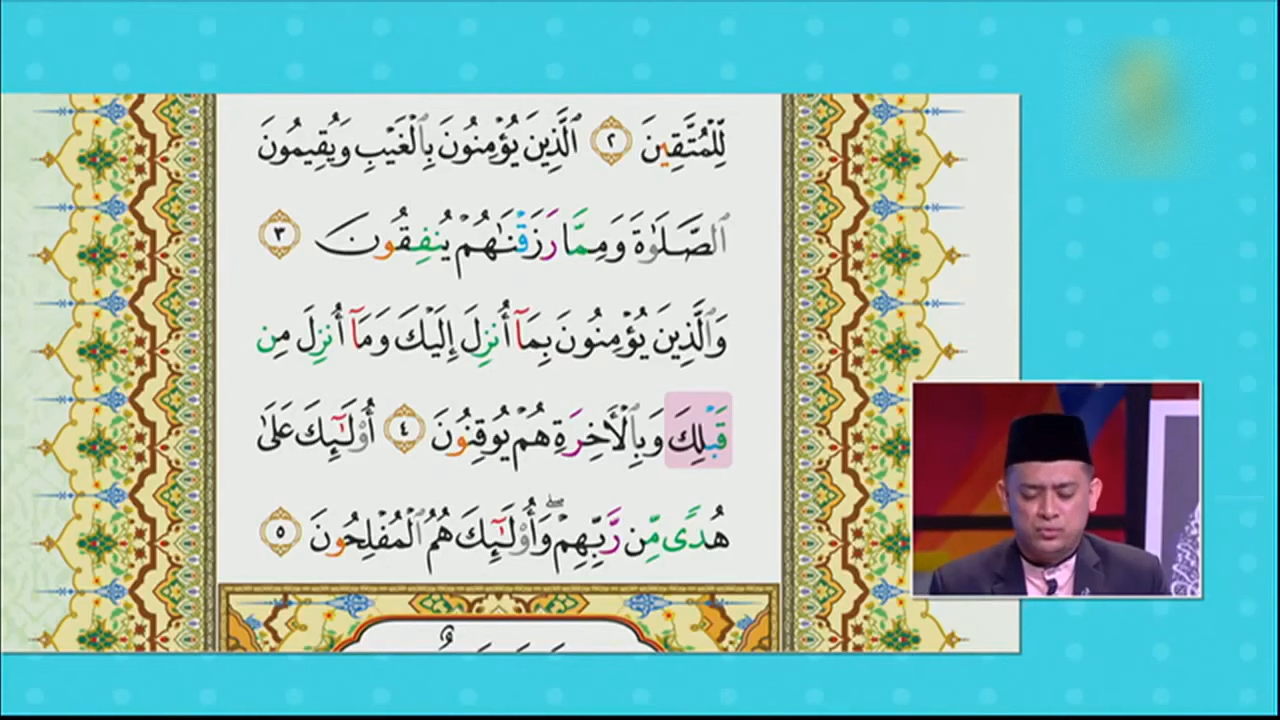 لِّلْمُتَّقِينَ ٢ ٱلَّذِينَ يُؤْمِنُونَ بِٱلْغَيْبِ وَيُقِيمُونَ
ٱلصَّلَوٰةَ وَمِمَّا رَزَقْنَـٰهُمْ يُنفِقُونَ ٣
وَٱلَّذِينَ يُؤْمِنُونَ بِمَآ أُنزِلَ إِلَيْكَ وَمَآ أُنزِلَ مِن
قَبْلِكَ وَبِٱلْـَٔاخِرَةِ هُمْ يُوقِنُونَ ٤ أُو۟لَـٰٓئِكَ عَلَىٰ
هُدًى مِّن رَّبِّهِمْ ۖ وَأُو۟لَـٰٓئِكَ هُمُ ٱلْمُفْلِحُونَ ٥